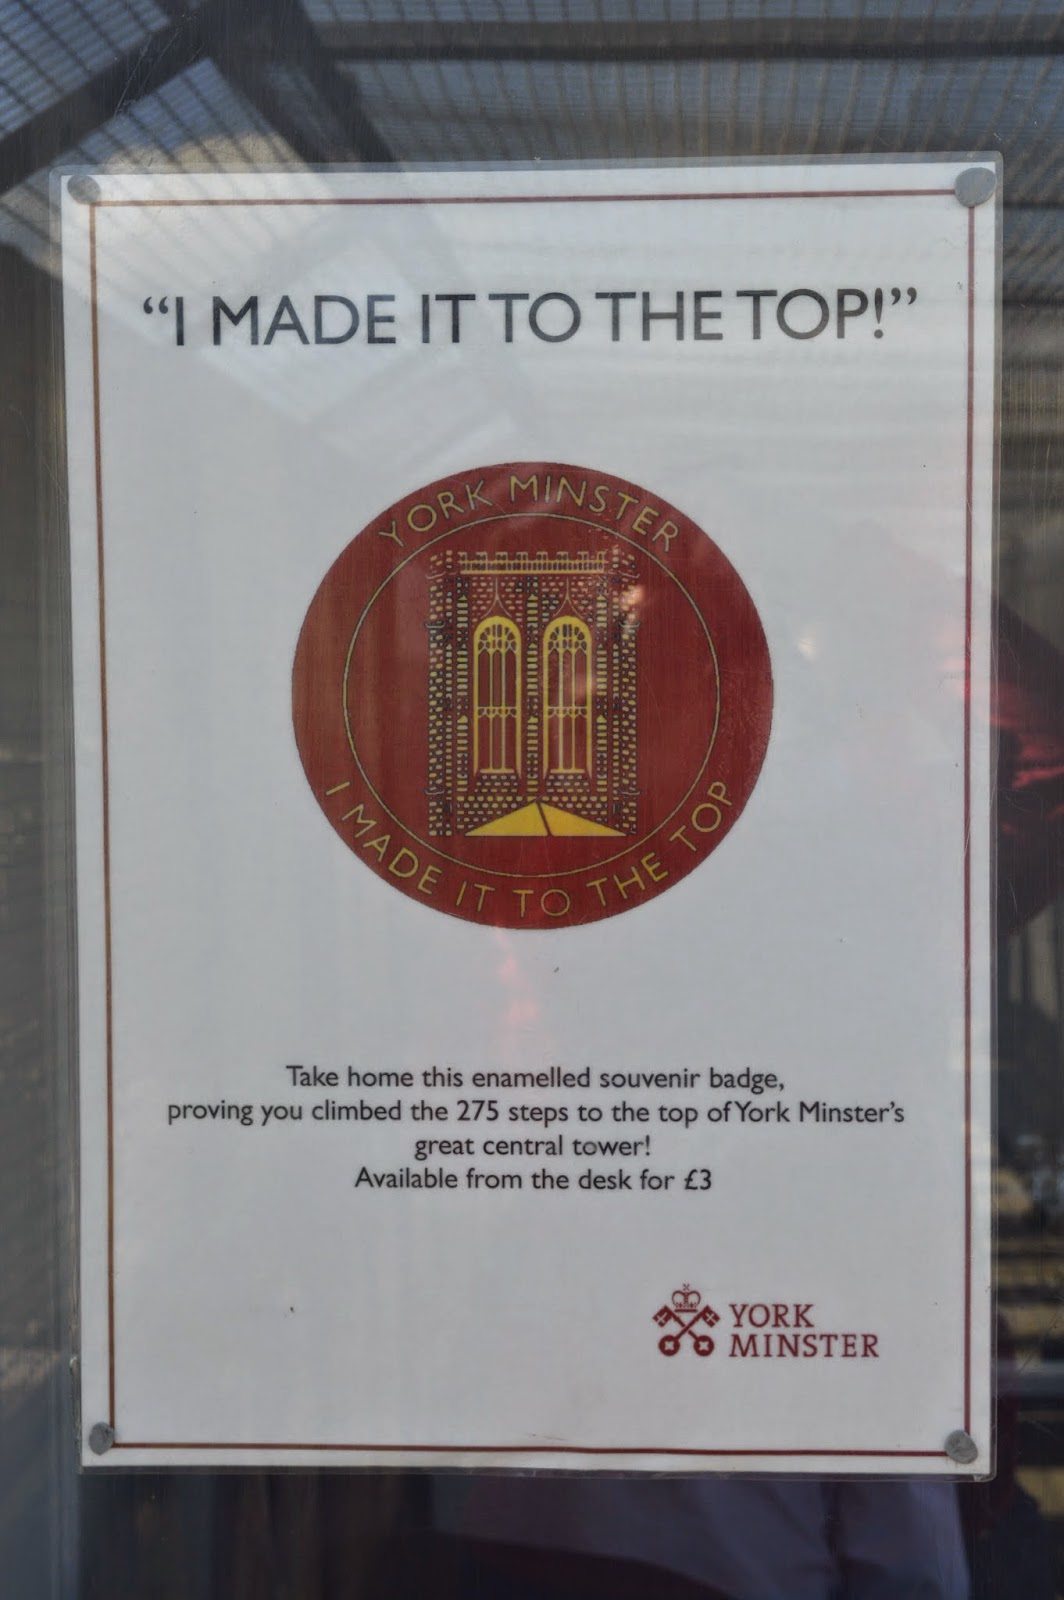 “I MADE IT TO THE TOP!”
YORK MINSTER
I MADE IT TO THE TOP
Take home this enamelled souvenir badge,
proving you climbed the 275 steps to the top of York Minster’s
great central tower!
Available from the desk for £3
YORK
MINSTER